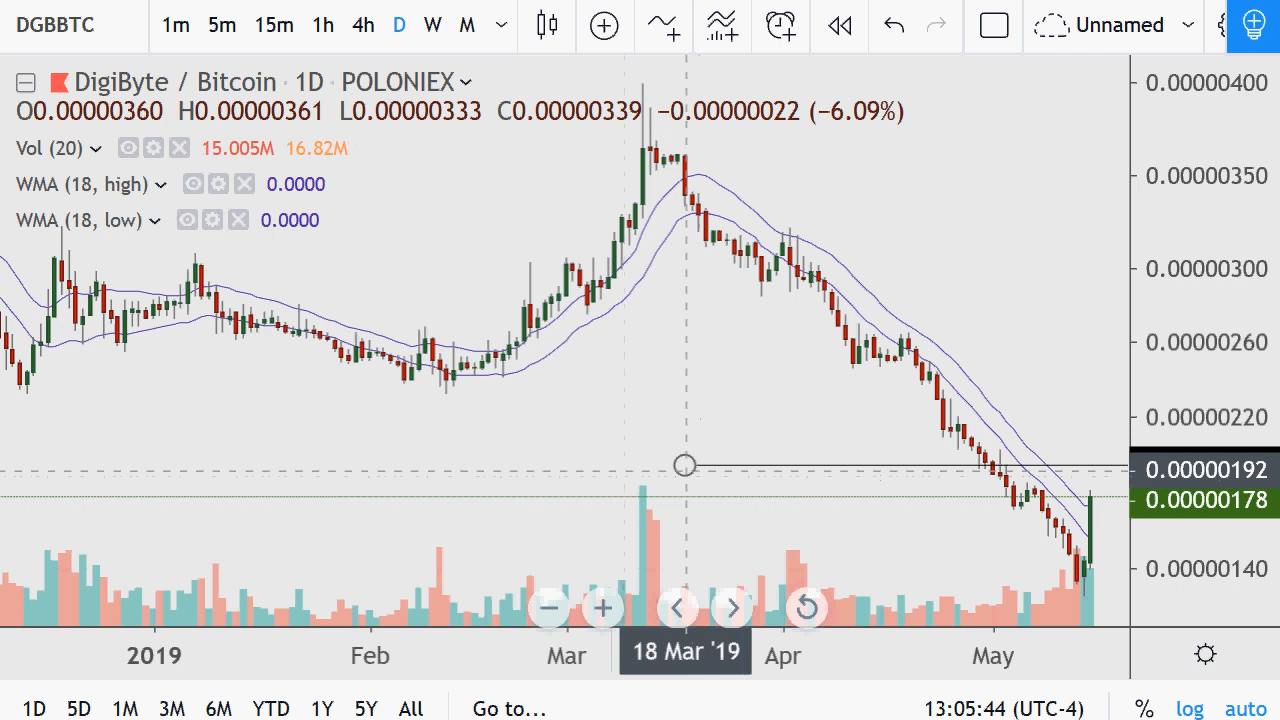 DGBBTC 1m 5m 15m 1h 4h D W M Unnamed
DigiByte / Bitcoin · 1D · POLONIEX
O0.00000360 H0.00000361 L0.00000333 C0.00000339 −0.00000022 (−6.09%)
Vol (20) 15.005M 16.82M
WMA (18, high) 0.0000
WMA (18, low) 0.0000
0.00000400
0.00000350
0.00000300
0.00000260
0.00000220
0.00000192
0.00000178
0.00000140
2019 Feb Mar 18 Mar '19 Apr May
1D 5D 1M 3M 6M YTD 1Y 5Y All Go to... 13:05:44 (UTC-4) % log auto